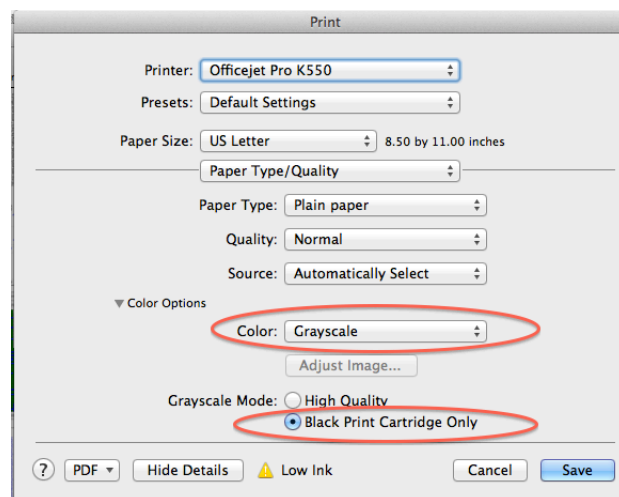 Print
Printer: Officejet Pro K550
Presets: Default Settings
Paper Size: US Letter 8.50 by 11.00 inches
Paper Type/Quality
Paper Type: Plain paper
Quality: Normal
Source: Automatically Select
Color Options
Color: Grayscale
Adjust Image...
Grayscale Mode: High Quality
Black Print Cartridge Only
? PDF Hide Details Low Ink Cancel Save